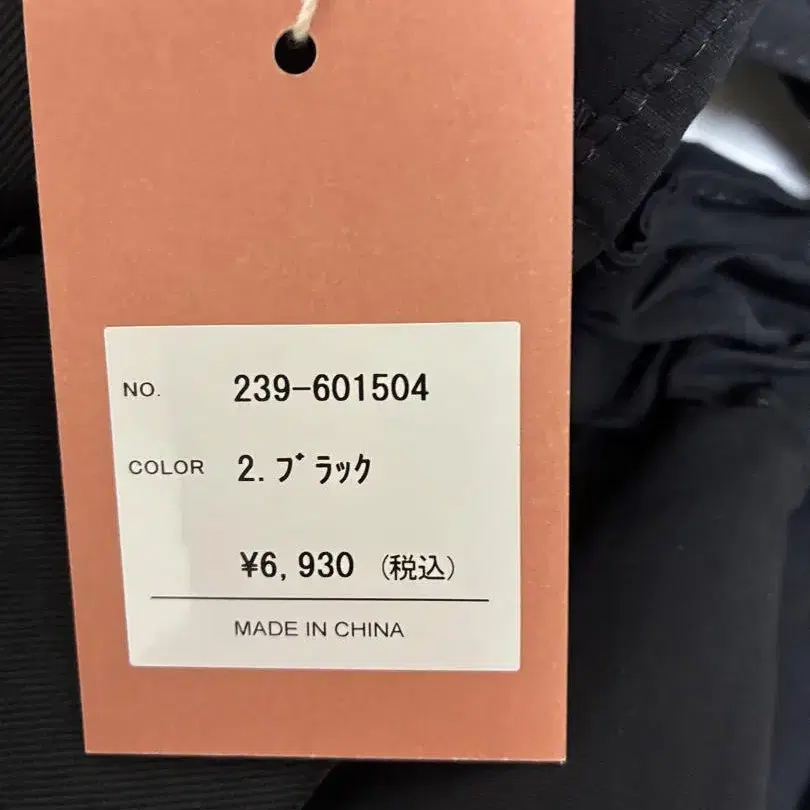 NO. 239-601504
COLOR 2.ﾌﾞﾗｯｸ
¥6,930 (税込)
MADE IN CHINA